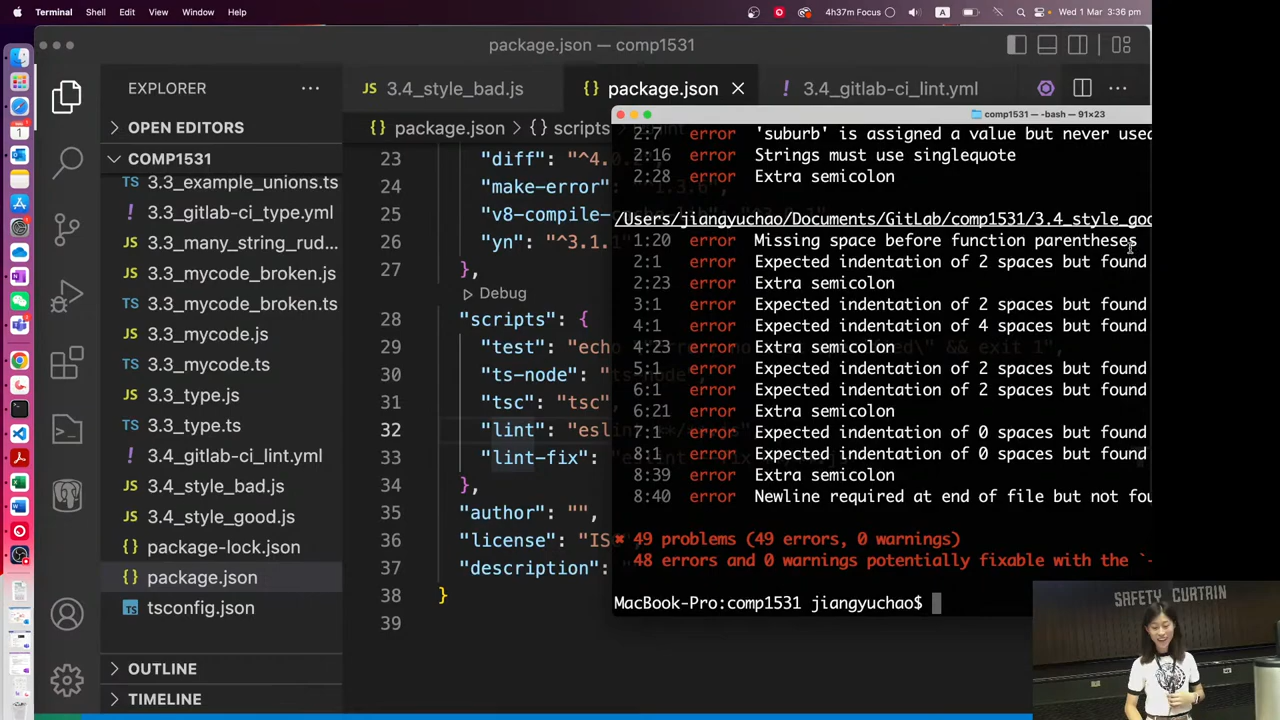 Terminal Shell Edit View Window Help 4h37m Focus A Wed 1 Mar 3:36 pm
package.json — comp1531
EXPLORER
OPEN EDITORS
COMP1531
3.3_example_unions.ts
3.3_gitlab-ci_type.yml
3.3_many_string_rud...
3.3_mycode_broken.js
3.3_mycode_broken.ts
3.3_mycode.js
3.3_mycode.ts
3.3_type.js
3.3_type.ts
3.4_gitlab-ci_lint.yml
3.4_style_bad.js
3.4_style_good.js
package-lock.json
package.json
tsconfig.json
OUTLINE
TIMELINE
JS 3.4_style_bad.js {} package.json ! 3.4_gitlab-ci_lint.yml
{} package.json > {} scripts >
23 "diff": "^4.
24 "make-error":
25 "v8-compile-
26 "yn": "^3.1.
27 },
Debug
28 "scripts": {
29 "test": "echo
30 "ts-node":
31 "tsc": "tsc"
32 "lint": "esl
33 "lint-fix":
34 },
35 "author": "",
36 "license": "IS
37 "description":
38 }
39
comp1531 — -bash — 91×23
2:7 error 'suburb' is assigned a value but never used
2:16 error Strings must use singlequote
2:28 error Extra semicolon
/Users/jiangyuchao/Documents/GitLab/comp1531/3.4_style_goo
1:20 error Missing space before function parentheses
2:1 error Expected indentation of 2 spaces but found
2:23 error Extra semicolon
3:1 error Expected indentation of 2 spaces but found
4:1 error Expected indentation of 4 spaces but found
4:23 error Extra semicolon
5:1 error Expected indentation of 2 spaces but found
6:1 error Expected indentation of 2 spaces but found
6:21 error Extra semicolon
7:1 error Expected indentation of 0 spaces but found
8:1 error Expected indentation of 0 spaces but found
8:39 error Extra semicolon
8:40 error Newline required at end of file but not fou
✖ 49 problems (49 errors, 0 warnings)
48 errors and 0 warnings potentially fixable with the `-
MacBook-Pro:comp1531 jiangyuchao$
SAFETY CURTAIN